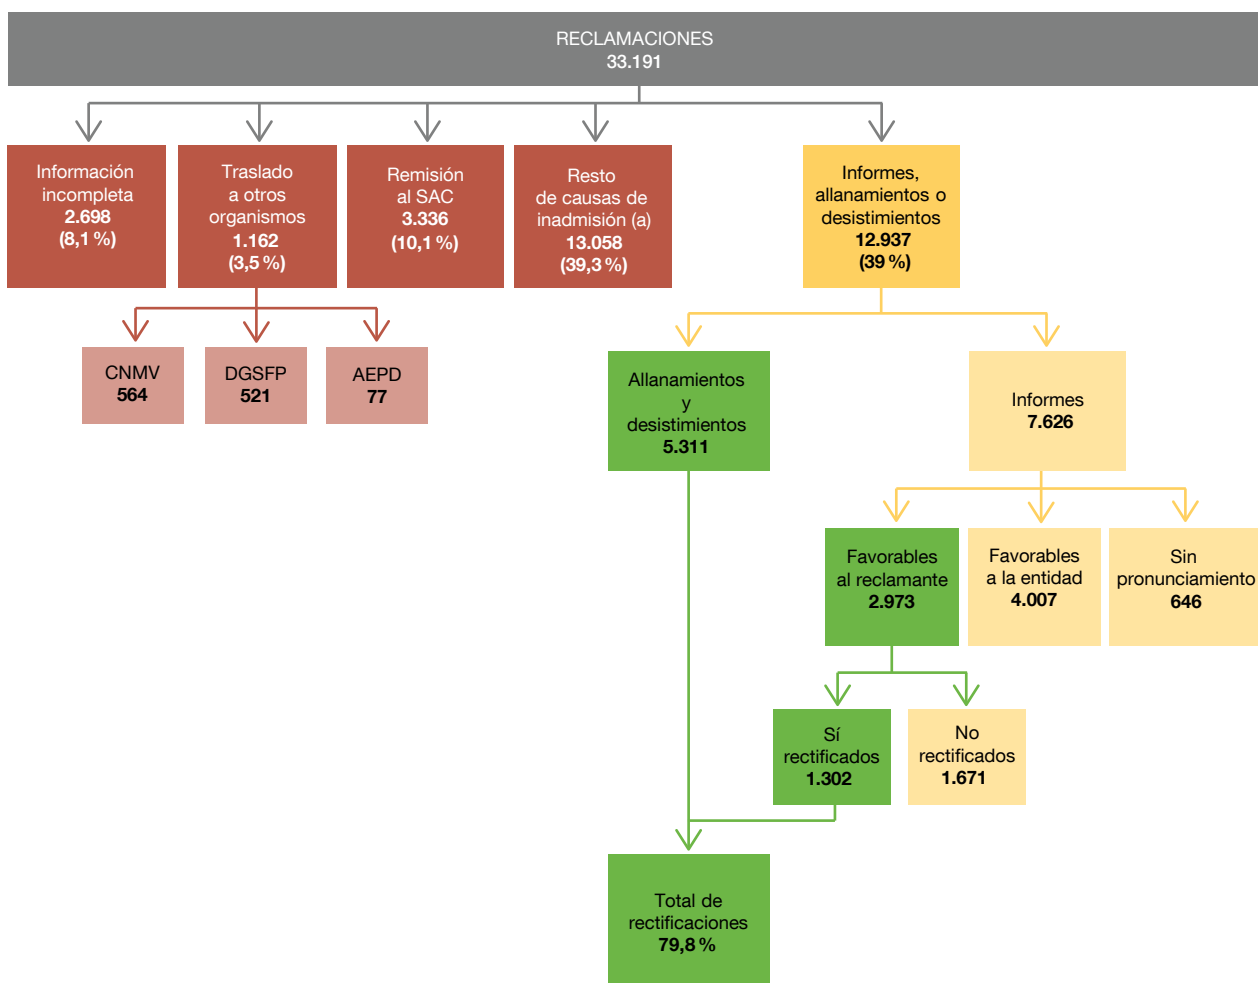 RECLAMACIONES
33.191
Información
incompleta
2.698
(8,1 %)
Traslado
a otros
organismos
1.162
(3,5 %)
Remisión
al SAC
3.336
(10,1 %)
Resto
de causas de
inadmisión (a)
13.058
(39,3 %)
Informes,
allanamientos o
desistimientos
12.937
(39 %)
CNMV
564
DGSFP
521
AEPD
77
Allanamientos
y
desistimientos
5.311
Informes
7.626
Favorables
al reclamante
2.973
Favorables
a la entidad
4.007
Sin
pronunciamiento
646
Sí
rectificados
1.302
No
rectificados
1.671
Total de
rectificaciones
79,8 %